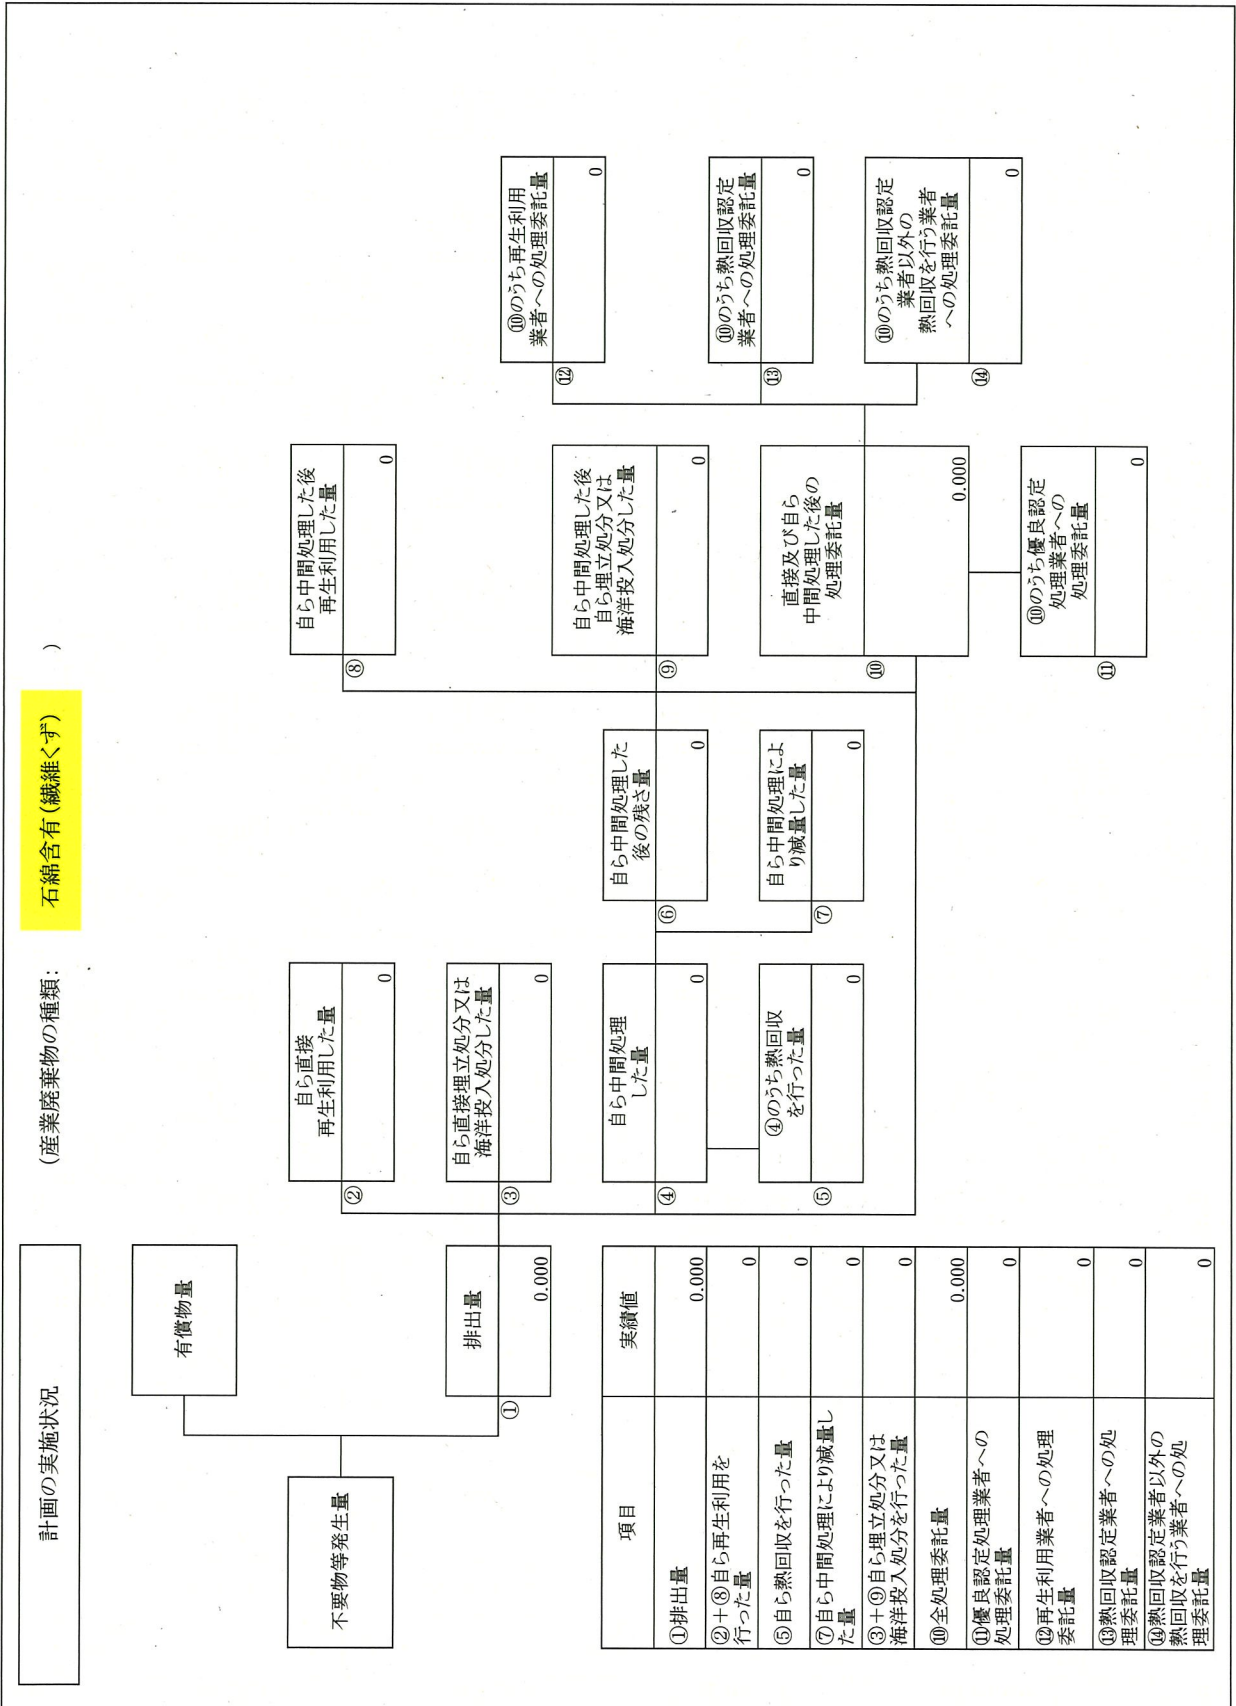 計画の実施状況
(産業廃棄物の種類: 石綿含有(繊維くず) )
不要物等発生量
有償物量
排出量
①
0.000
自ら直接
再生利用した量
②
0
自ら直接埋立処分又は
海洋投入処分した量
③
0
自ら中間処理
した量
④
0
④のうち熱回収
を行った量
⑤
0
自ら中間処理した
後の残さ量
⑥
0
自ら中間処理によ
り減量した量
⑦
0
自ら中間処理した後
再生利用した量
⑧
0
自ら中間処理した後
自ら埋立処分又は
海洋投入処分した量
⑨
0
直接及び自ら
中間処理した後の
処理委託量
⑩
0.000
⑩のうち優良認定
処理業者への
処理委託量
⑪
0
⑩のうち再生利用
業者への処理委託量
⑫
0
⑩のうち熱回収認定
業者への処理委託量
⑬
0
⑩のうち熱回収認定
業者以外の
熱回収を行う業者
への処理委託量
⑭
0
項目 実績値
①排出量 0.000
②+⑧自ら再生利用を
行った量 0
⑤自ら熱回収を行った量 0
⑦自ら中間処理により減量し
た量 0
③+⑨自ら埋立処分又は
海洋投入処分を行った量 0
⑩全処理委託量 0.000
⑪優良認定処理業者への
処理委託量 0
⑫再生利用業者への処理
委託量 0
⑬熱回収認定業者への処
理委託量 0
⑭熱回収認定業者以外の
熱回収を行う業者への処
理委託量 0